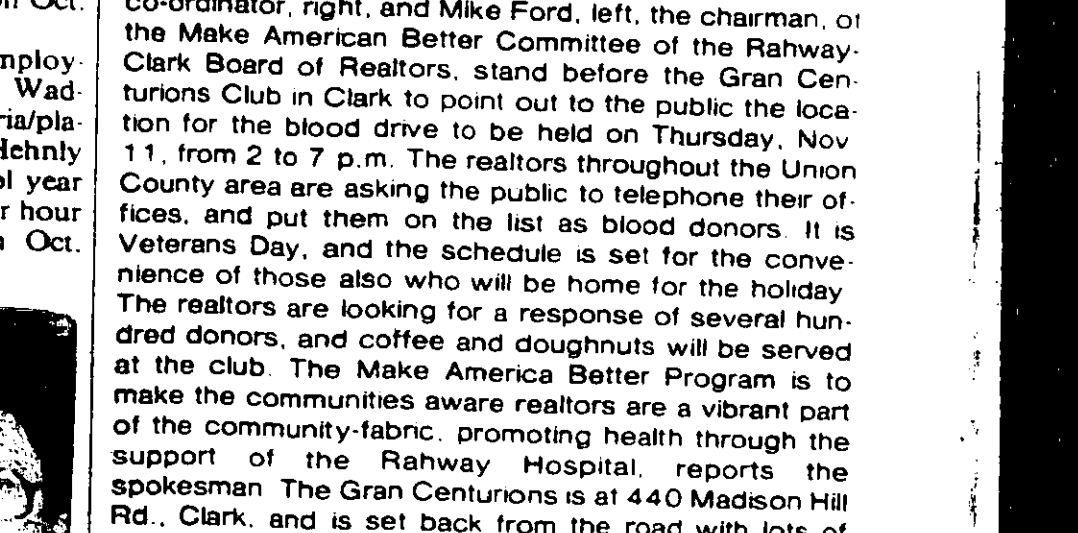 Oct.
mploy-
Wad-
ria/pla-
lehnly
ol year
r hour
Oct.
co-ordinator, right, and Mike Ford, left, the chairman, of
the Make American Better Committee of the Rahway-
Clark Board of Realtors, stand before the Gran Cen-
turions Club in Clark to point out to the public the loca-
tion for the blood drive to be held on Thursday, Nov
11, from 2 to 7 p.m. The realtors throughout the Union
County area are asking the public to telephone their of-
fices, and put them on the list as blood donors. It is
Veterans Day, and the schedule is set for the conve-
nience of those also who will be home for the holiday
The realtors are looking for a response of several hun-
dred donors, and coffee and doughnuts will be served
at the club. The Make America Better Program is to
make the communities aware realtors are a vibrant part
of the community-fabric, promoting health through the
support of the Rahway Hospital, reports the
spokesman The Gran Centurions is at 440 Madison Hill
Rd., Clark, and is set back from the road with lots of